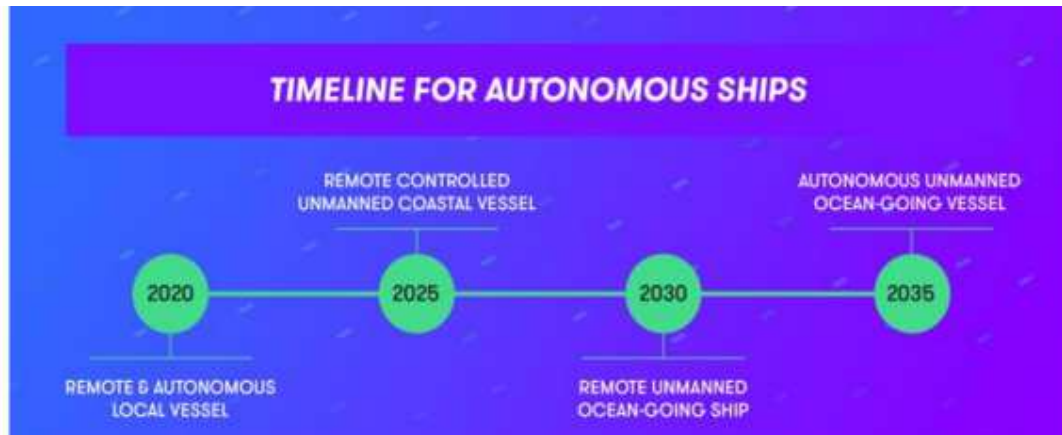 TIMELINE FOR AUTONOMOUS SHIPS
REMOTE CONTROLLED
UNMANNED COASTAL VESSEL
AUTONOMOUS UNMANNED
OCEAN-GOING VESSEL
2020
2025
2030
2035
REMOTE & AUTONOMOUS
LOCAL VESSEL
REMOTE UNMANNED
OCEAN-GOING SHIP